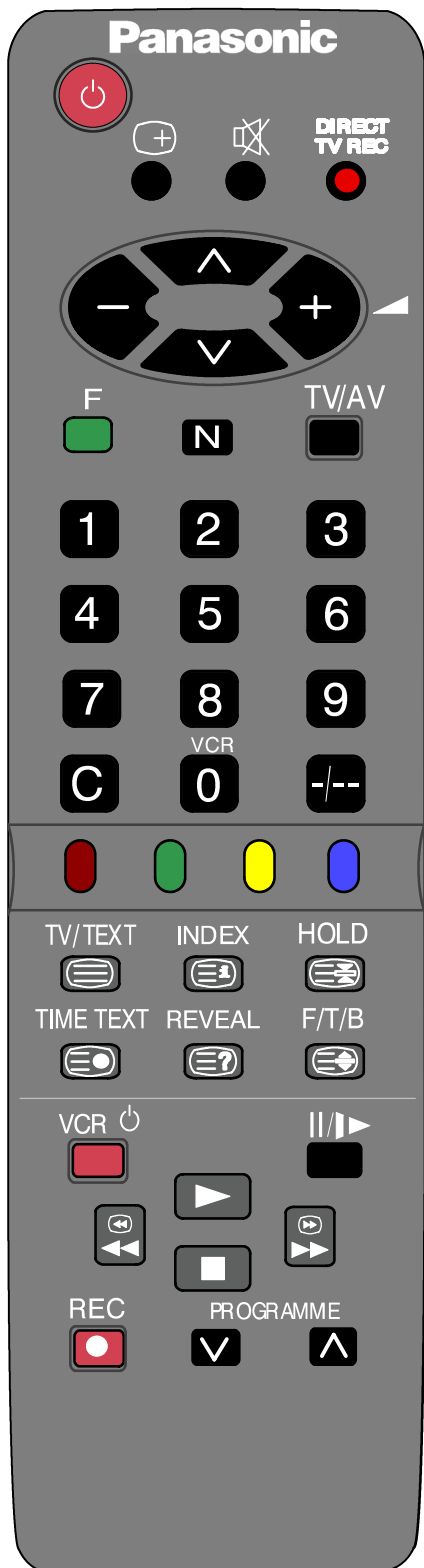 Panasonic
DIRECT
TV REC
F
TV/AV
N
1 2 3
4 5 6
7 8 9
VCR
C 0 -/--
TV/TEXT INDEX HOLD
TIME TEXT REVEAL F/T/B
VCR
REC PROGRAMME